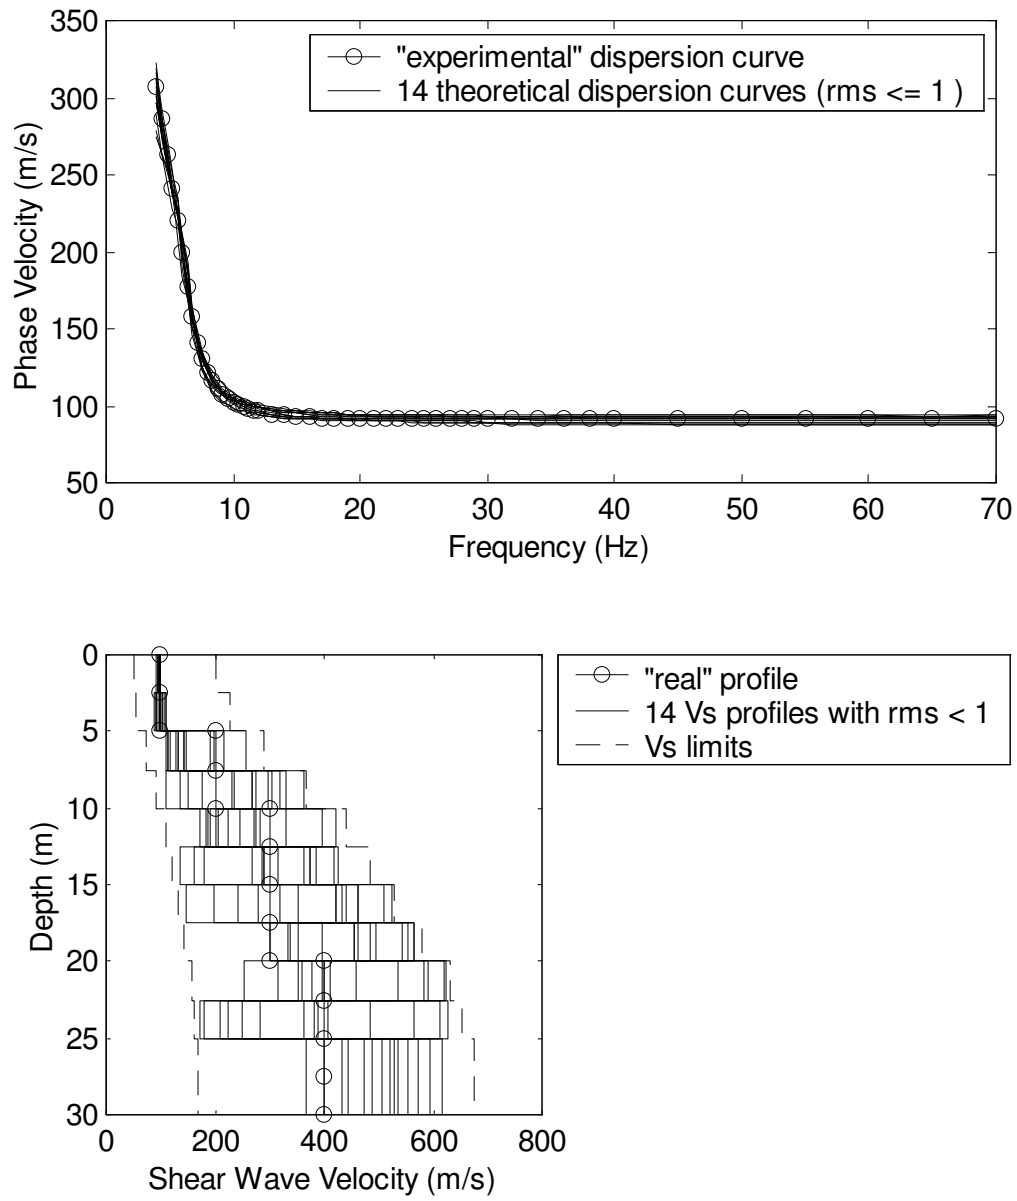 350
300
250
200
150
100
50
Phase Velocity (m/s)
"experimental" dispersion curve
14 theoretical dispersion curves (rms <= 1 )
0 10 20 30 40 50 60 70
Frequency (Hz)
0
5
10
15
20
25
30
Depth (m)
"real" profile
14 Vs profiles with rms < 1
Vs limits
0 200 400 600 800
Shear Wave Velocity (m/s)